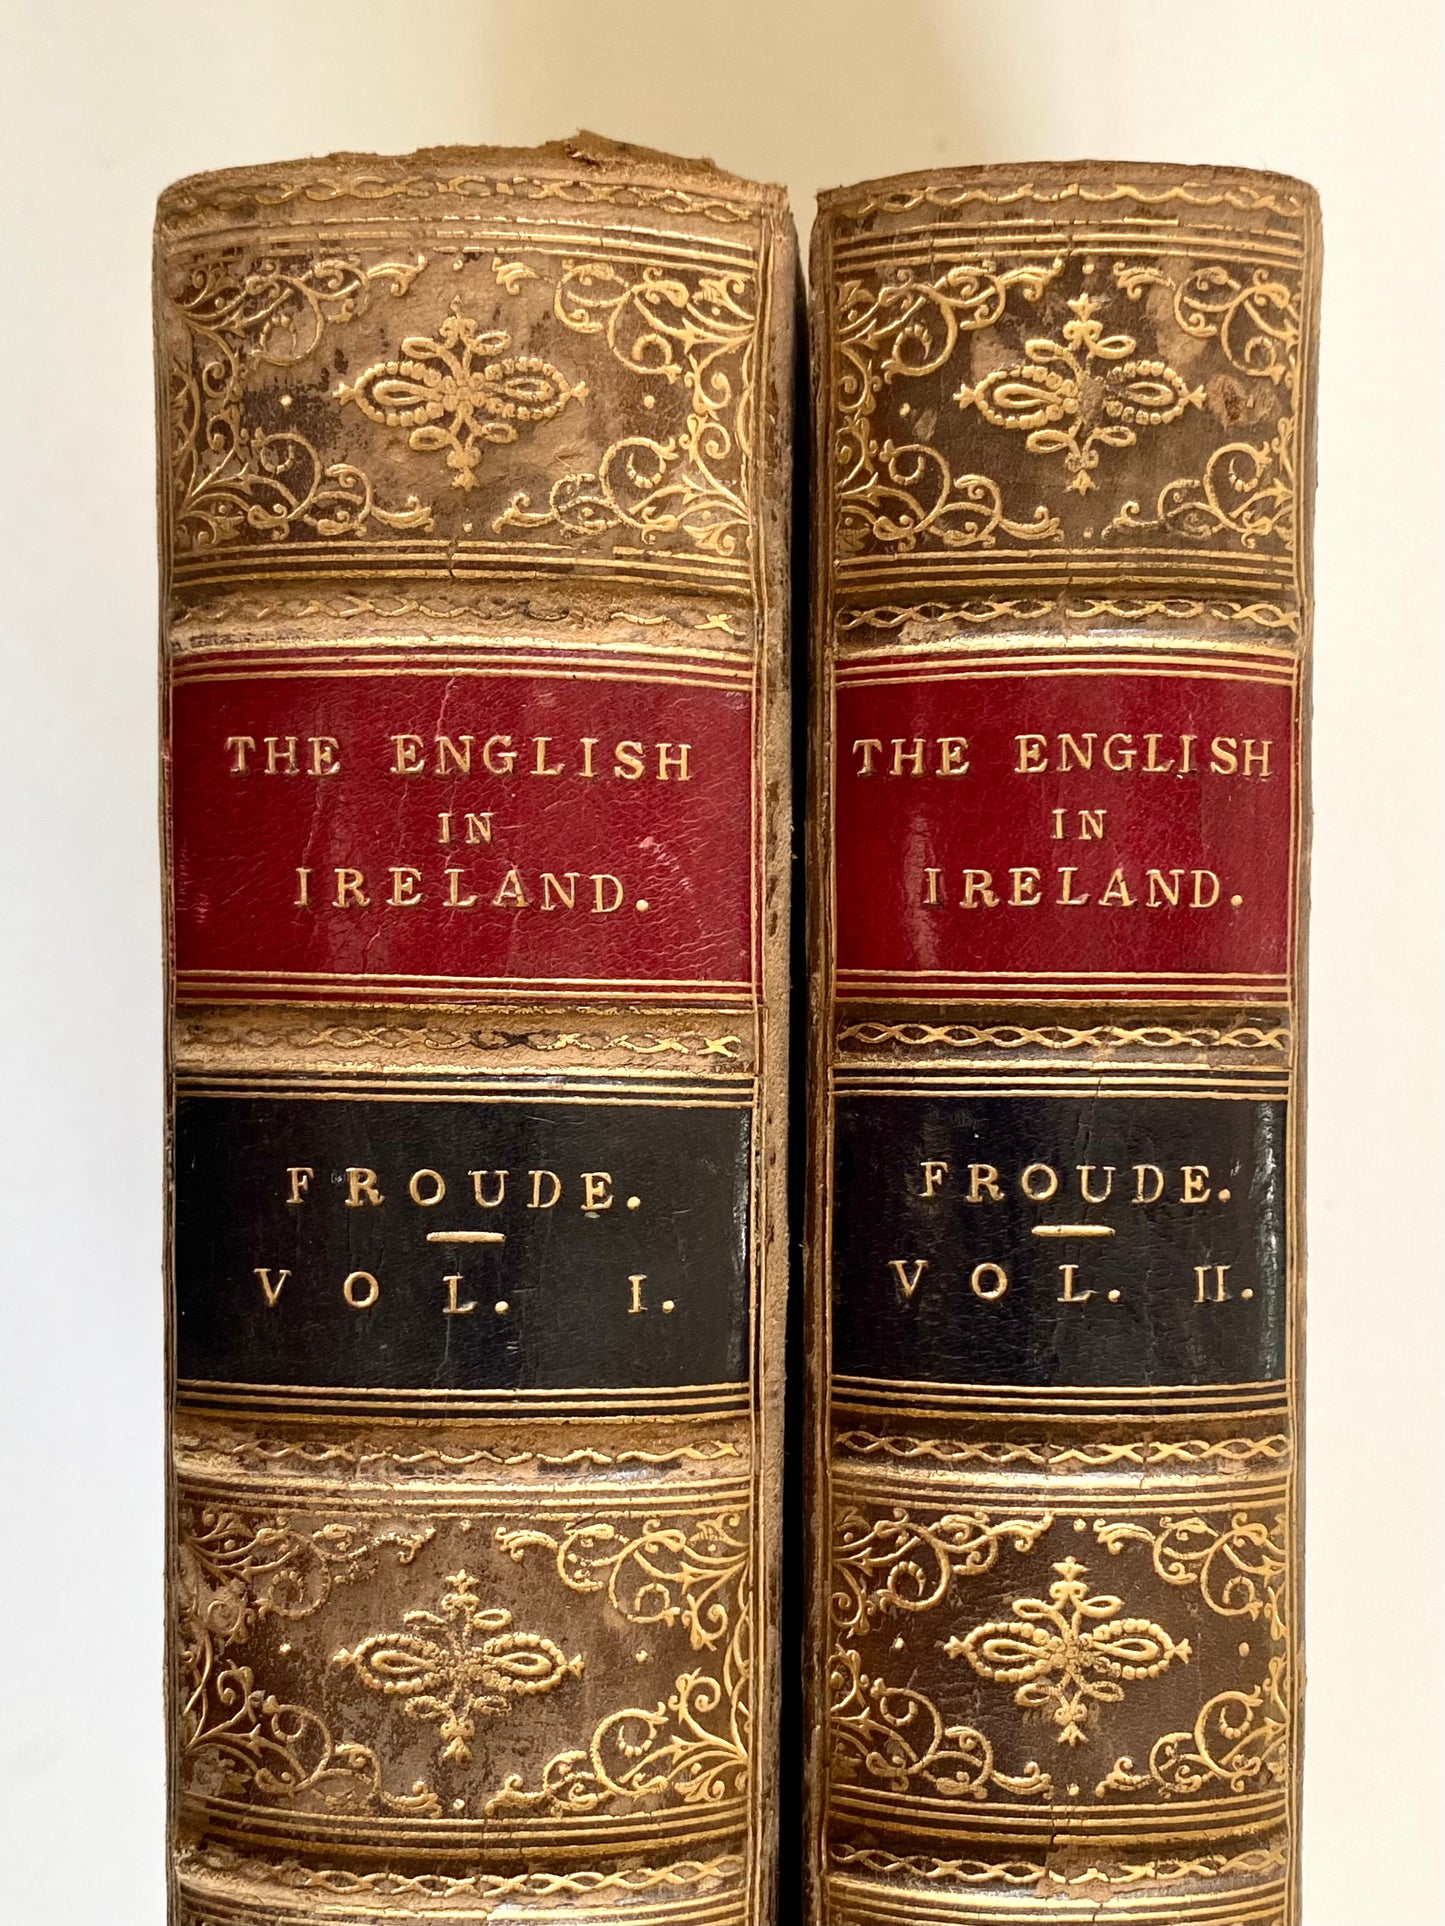 THE ENGLISH
IN
IRELAND.
FROUDE.
VOL. I.
THE ENGLISH
IN
IRELAND.
FROUDE.
VOL. II.